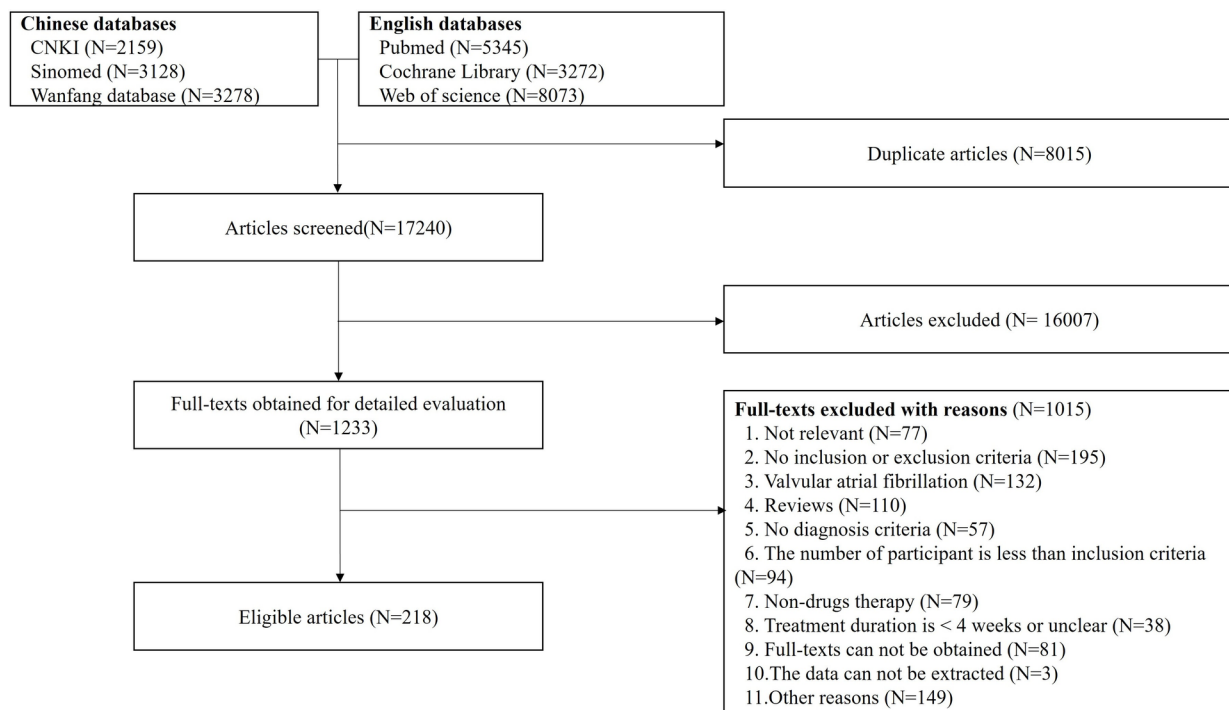 Chinese databases
CNKI (N=2159)
Sinomed (N=3128)
Wanfang database (N=3278)
English databases
Pubmed (N=5345)
Cochrane Library (N=3272)
Web of science (N=8073)
Duplicate articles (N=8015)
Articles screened(N=17240)
Articles excluded (N= 16007)
Full-texts obtained for detailed evaluation
(N=1233)
Full-texts excluded with reasons (N=1015)
1. Not relevant (N=77)
2. No inclusion or exclusion criteria (N=195)
3. Valvular atrial fibrillation (N=132)
4. Reviews (N=110)
5. No diagnosis criteria (N=57)
6. The number of participant is less than inclusion criteria
(N=94)
7. Non-drugs therapy (N=79)
8. Treatment duration is < 4 weeks or unclear (N=38)
9. Full-texts can not be obtained (N=81)
10.The data can not be extracted (N=3)
11.Other reasons (N=149)
Eligible articles (N=218)